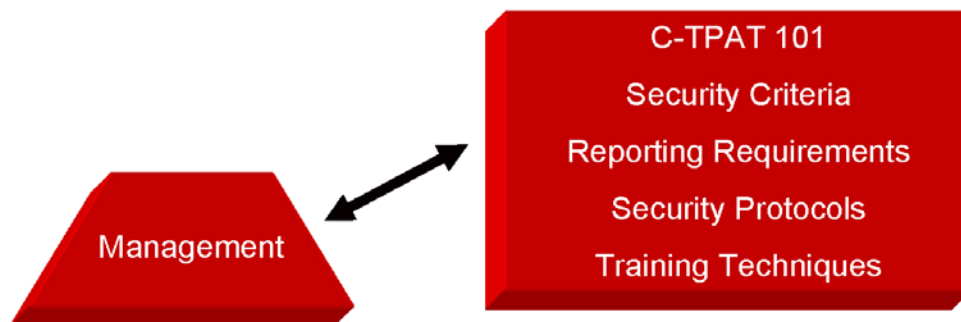 C-TPAT 101
Security Criteria
Reporting Requirements
Security Protocols
Training Techniques
Management